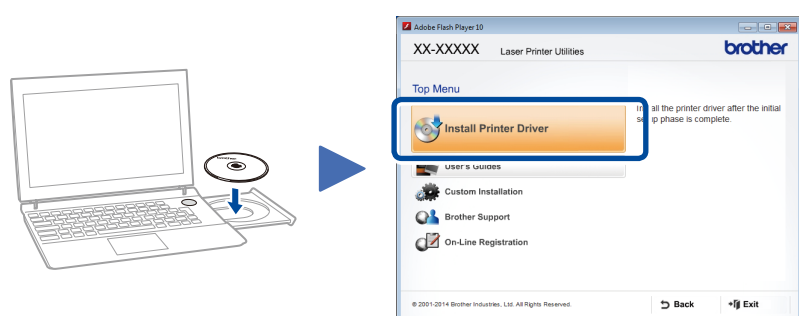 brother
Adobe Flash Player 10
XX-XXXXX Laser Printer Utilities
brother
Top Menu
Install Printer Driver
all the printer driver after the initial
up phase is complete.
User's Guides
Custom Installation
Brother Support
On-Line Registration
© 2001-2014 Brother Industries, Ltd. All Rights Reserved.
Back
Exit